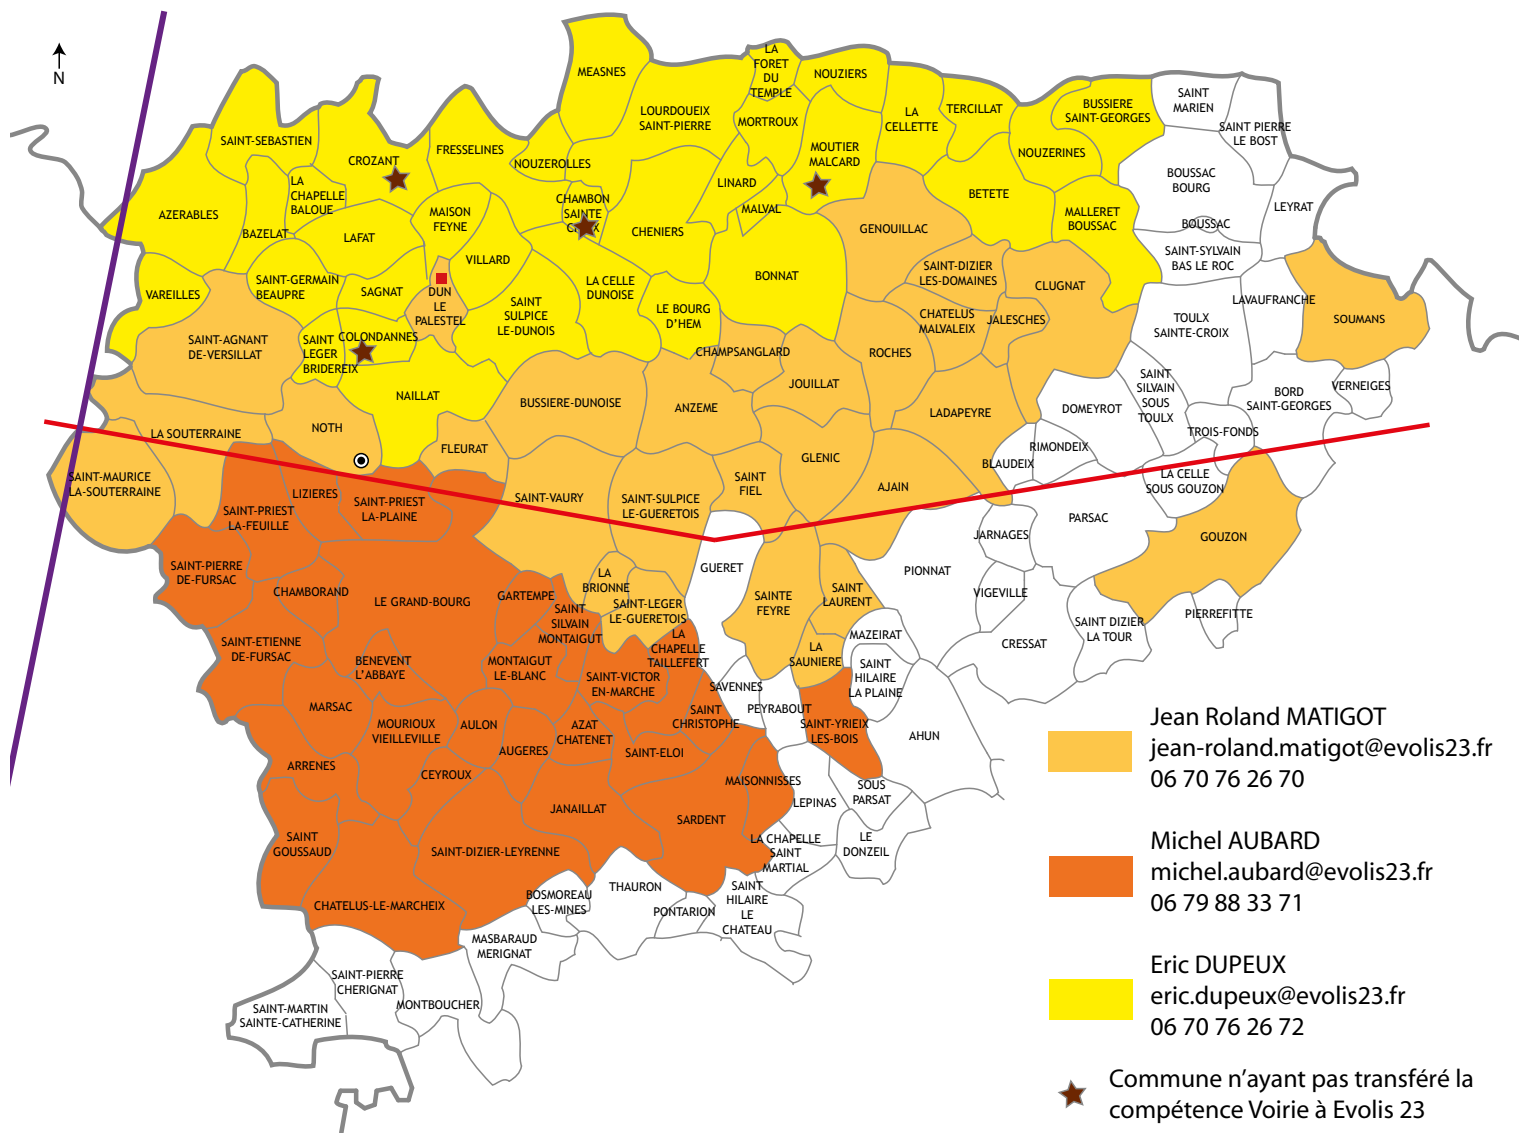 N
MEASNES
LA
FORET
DU
TEMPLE
NOUZIERS
LOURDOUEIX
SAINT-PIERRE
MORTROUX
LA
CELLETTE
TERCILLAT
BUSSIERE
SAINT-GEORGES
SAINT
MARIEN
SAINT PIERRE
LE BOST
SAINT-SEBASTIEN
CROZANT
FRESSELINES
NOUZEROLLES
MOUTIER
MALCARD
NOUZERINES
BOUSSAC
BOURG
LA
CHAPELLE
BALOUE
LINARD
MALVAL
BETETE
MALLERET
BOUSSAC
LEYRAT
AZERABLES
BAZELAT
LAFAT
MAISON
FEYNE
CHAMBON
SAINTE
CHENIERS
GENOUILLAC
BOUSSAC
SAINT-SYLVAIN
BAS LE ROC
VILLARD
VAREILLES
SAINT-GERMAIN
BEAUPRE
SAGNAT
DUN
LE
PALESTEL
SAINT
SULPICE
LE-DUNOIS
LA CELLE
DUNOISE
BONNAT
SAINT-DIZIER
LES-DOMAINES
CLUGNAT
LAVAUFRANCHE
SOUMANS
LE BOURG
D'HEM
CHATELUS
MALVALEIX
JALESCHES
TOULX
SAINTE-CROIX
SAINT-AGNANT
DE-VERSILLAT
SAINT
LEGER
BRIDEREIX
COLONDANNES
CHAMPSANGLARD
ROCHES
NAILLAT
BUSSIERE-DUNOISE
ANZEME
JOUILLAT
LADAPEYRE
DOMEYROT
SAINT
SILVAIN
SOUS
TOULX
BORD
SAINT-GEORGES
VERNEIGES
LA SOUTERRAINE
NOTH
FLEURAT
GLENIC
RIMONDEIX
TROIS-FONDS
SAINT-MAURICE
LA-SOUTERRAINE
LIZIERES
SAINT-PRIEST
LA-PLAINE
SAINT-VAURY
SAINT-SULPICE
LE-GUERETOIS
SAINT
FIEL
AJAIN
BLAUDEIX
LA CELLE
SOUS GOUZON
SAINT-PRIEST
LA-FEUILLE
PARSAC
JARNAGES
GOUZON
SAINT-PIERRE
DE-FURSAC
CHAMBORAND
LE GRAND-BOURG
GARTEMPE
LA
BRIONNE
GUERET
SAINTE
FEYRE
SAINT
LAURENT
PIONNAT
VIGEVILLE
SAINT
SILVAIN
MONTAIGUT
SAINT-LEGER
LE-GUERETOIS
SAINT DIZIER
LA TOUR
PIERREFITTE
SAINT-ETIENNE
DE-FURSAC
BENEVENT
L'ABBAYE
MONTAIGUT
LE-BLANC
SAINT-VICTOR
EN-MARCHE
LA
CHAPELLE
TAILLEFERT
LA
SAUNIERE
MAZEIRAT
CRESSAT
SAINT
HILAIRE
LA PLAINE
SAVENNES
MARSAC
MOURIOUX
VIEILLEVILLE
AULON
AZAT
CHATENET
SAINT
CHRISTOPHE
PEYRABOUT
SAINT-YRIEIX
LES-BOIS
AHUN
ARRENES
CEYROUX
AUGERES
SAINT-ELOI
MAISONNISSES
SOUS
PARSAT
JANAILLAT
SARDENT
LEPINAS
SAINT
GOUSSAUD
SAINT-DIZIER-LEYRENNE
LA CHAPELLE
SAINT
MARTIAL
LE
DONZEIL
CHATELUS-LE-MARCHEIX
BOSMOREAU
LES-MINES
THAURON
PONTARION
SAINT
HILAIRE
LE
CHATEAU
MASBARAUD
MERIGNAT
SAINT-PIERRE
CHERIGNAT
MONTBOUCHER
SAINT-MARTIN
SAINTE-CATHERINE
Jean Roland MATIGOT
jean-roland.matigot@evolis23.fr
06 70 76 26 70
Michel AUBARD
michel.aubard@evolis23.fr
06 79 88 33 71
Eric DUPEUX
eric.dupeux@evolis23.fr
06 70 76 26 72
Commune n'ayant pas transféré la
compétence Voirie à Evolis 23